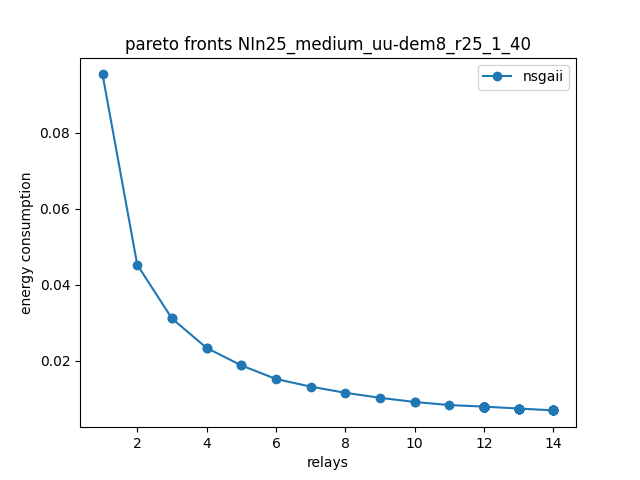 pareto fronts NIn25_medium_uu-dem8_r25_1_40
nsgaii
0.08
0.06
0.04
0.02
energy consumption
2 4 6 8 10 12 14
relays